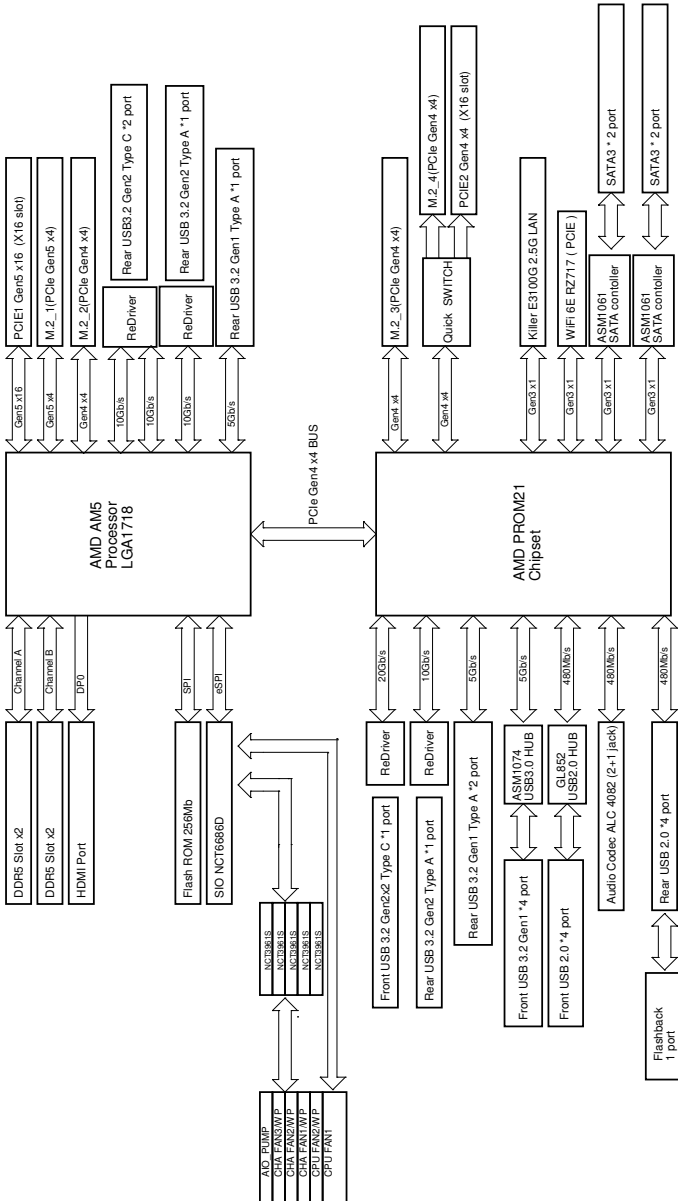 PCIE1 Gen5 x16 (X16 slot)
M.2_1(PCIe Gen5 x4)
M.2_2(PCIe Gen4 x4)
Rear USB3.2 Gen2 Type C *2 port
Rear USB 3.2 Gen2 Type A *1 port
Rear USB 3.2 Gen1 Type A *1 port
ReDriver
ReDriver
Gen5 x16
Gen5 x4
Gen4 x4
10Gb/s
10Gb/s
10Gb/s
5Gb/s
AMD AM5
Processor
LGA1718
Channel A
Channel B
DP0
SPI
eSPI
DDR5 Slot x2
DDR5 Slot x2
HDMI Port
Flash ROM 256Mb
SIO NCT6686D
NCT3961S
NCT3961S
NCT3961S
NCT3961S
NCT3961S
AIO_PUMP
CHA FAN3/WP
CHA FAN2/WP
CHA FAN1/WP
CPU FAN2/WP
CPU FAN1
PCIe Gen4 x4 BUS
M.2_3(PCIe Gen4 x4)
M.2_4(PCIe Gen4 x4)
PCIE2 Gen4 x4 (X16 slot)
Quick SWITCH
Killer E3100G 2.5G LAN
WiFi 6E RZ717 ( PCIE )
ASM1061
SATA contoller
SATA3 * 2 port
ASM1061
SATA contoller
SATA3 * 2 port
Gen4 x4
Gen4 x4
Gen3 x1
Gen3 x1
Gen3 x1
Gen3 x1
AMD PROM21
Chipset
20Gb/s
10Gb/s
5Gb/s
5Gb/s
480Mb/s
480Mb/s
480Mb/s
ReDriver
ReDriver
Front USB 3.2 Gen2x2 Type C *1 port
Rear USB 3.2 Gen2 Type A *1 port
Rear USB 3.2 Gen1 Type A *2 port
ASM1074
USB3.0 HUB
GL852
USB2.0 HUB
Front USB 3.2 Gen1 *4 port
Front USB 2.0 *4 port
Audio Codec ALC 4082 (2+1 jack)
Rear USB 2.0 *4 port
Flashback
1 port